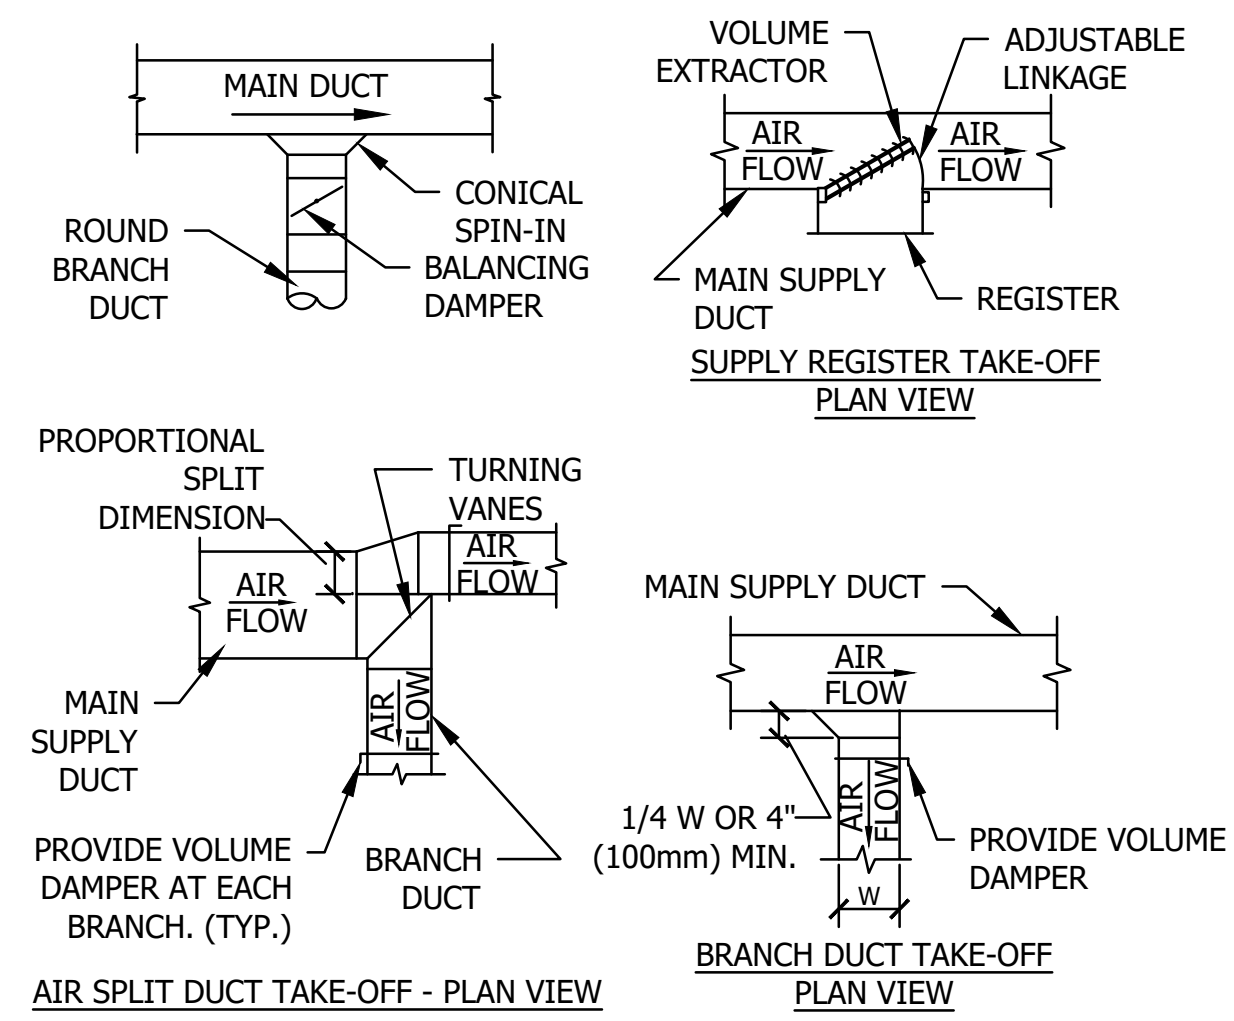 MAIN DUCT
CONICAL
SPIN-IN
ROUND
BRANCH
DUCT
BALANCING
DAMPER
VOLUME
EXTRACTOR
ADJUSTABLE
LINKAGE
AIR
FLOW
AIR
FLOW
MAIN SUPPLY
DUCT
REGISTER
SUPPLY REGISTER TAKE-OFF
PLAN VIEW
PROPORTIONAL
SPLIT
DIMENSION
TURNING
VANES
AIR
FLOW
AIR
FLOW
MAIN
SUPPLY
DUCT
AIR
FLOW
PROVIDE VOLUME
DAMPER AT EACH
BRANCH. (TYP.)
BRANCH
DUCT
AIR SPLIT DUCT TAKE-OFF - PLAN VIEW
MAIN SUPPLY DUCT
AIR
FLOW
1/4 W OR 4"
(100mm) MIN.
AIR
FLOW
PROVIDE VOLUME
DAMPER
W
BRANCH DUCT TAKE-OFF
PLAN VIEW